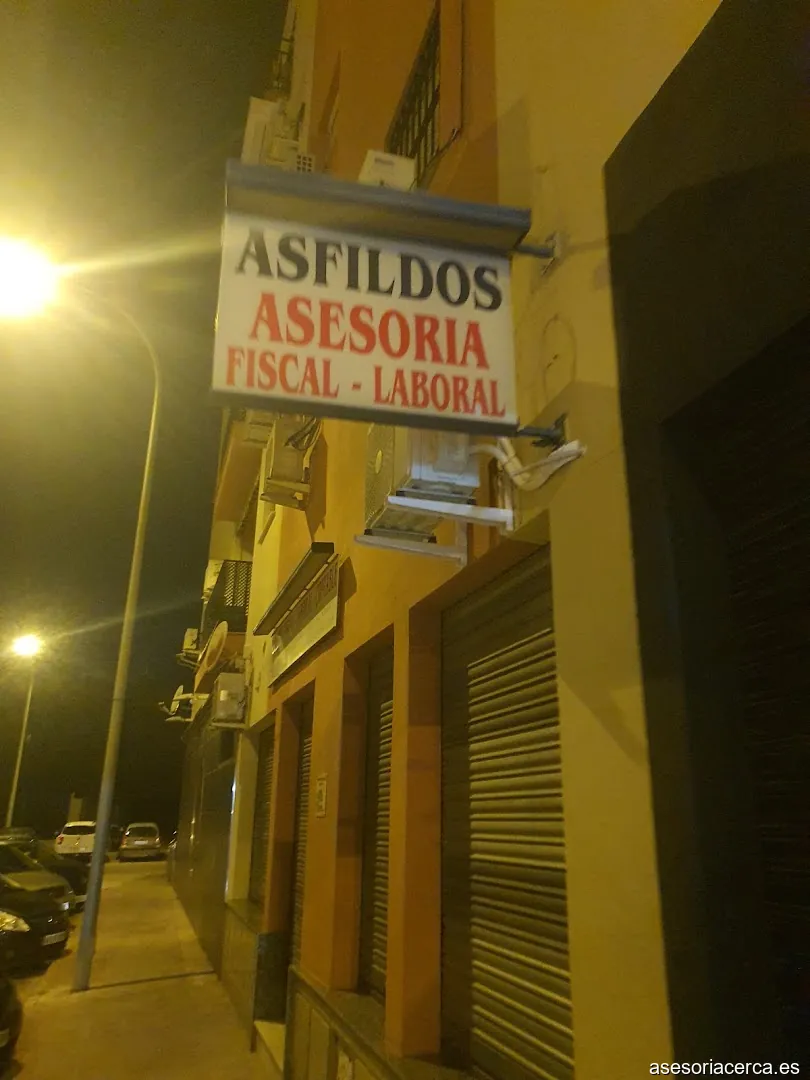 ASFILDOS
ASESORIA
FISCAL - LABORAL
asesoriacerca.es